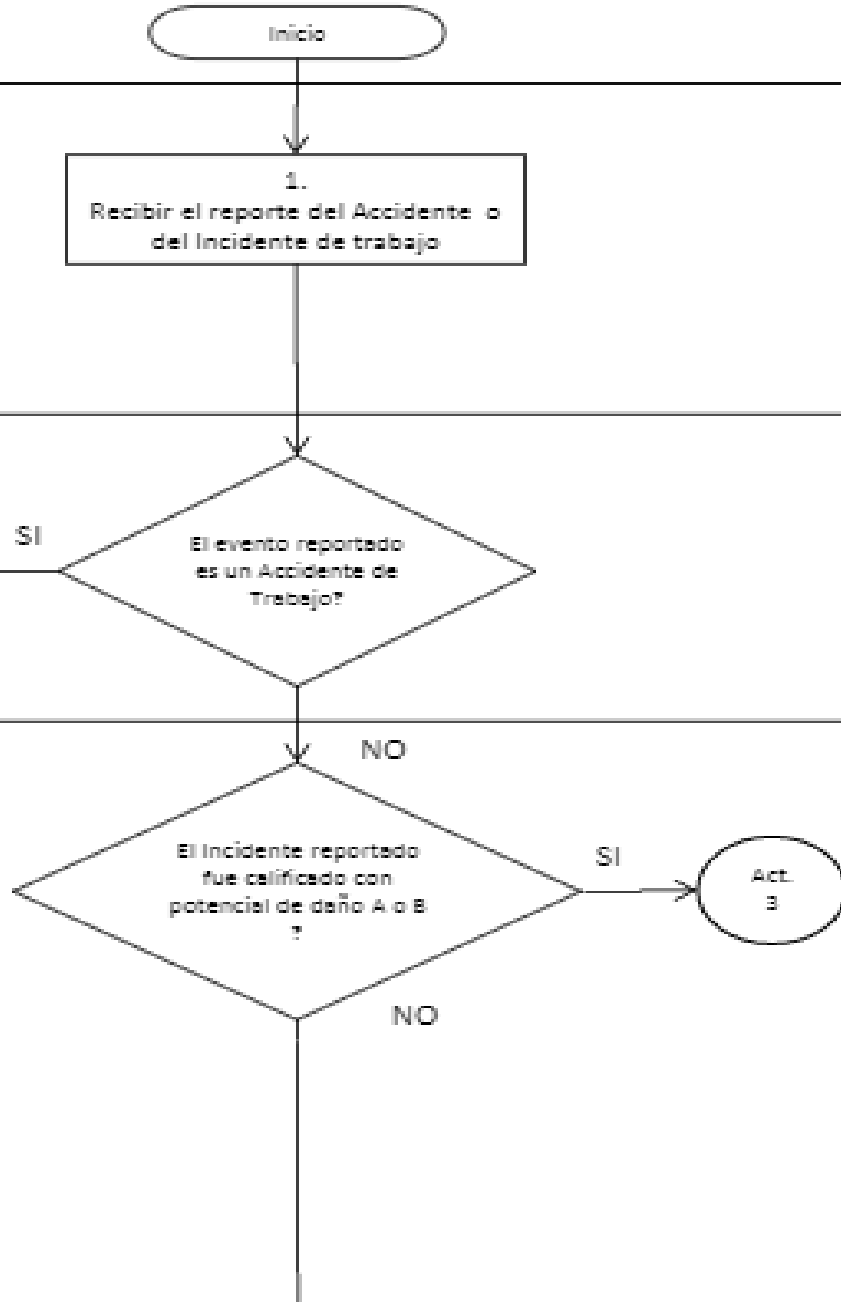 Inicio
1.
Recibir el reporte del Accidente o
del Incidente de trabajo
SI
El evento reportado
es un Accidente de
Trabajo?
NO
El Incidente reportado
fue calificado con
potencial de daño A o B
?
SI
Act.
3
NO